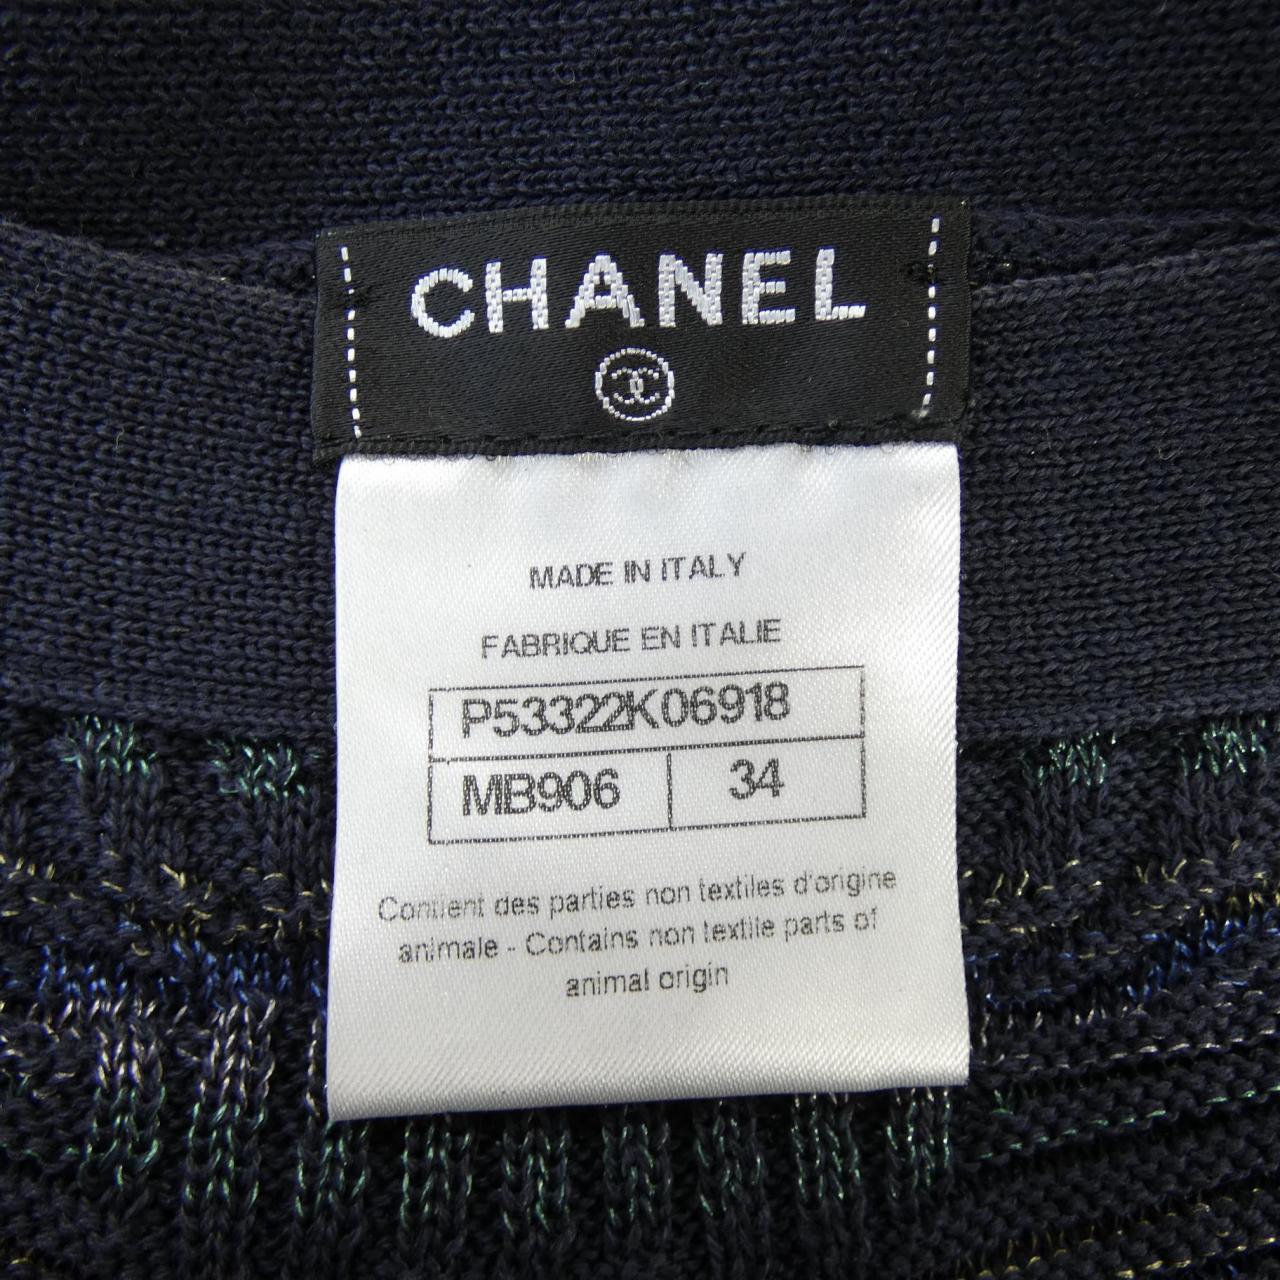 CHANEL
MADE IN ITALY
FABRIQUE EN ITALIE
P53322K06918
MB906 34
Contient des parties non textiles d'origine
animale - Contains non textile parts of
animal origin